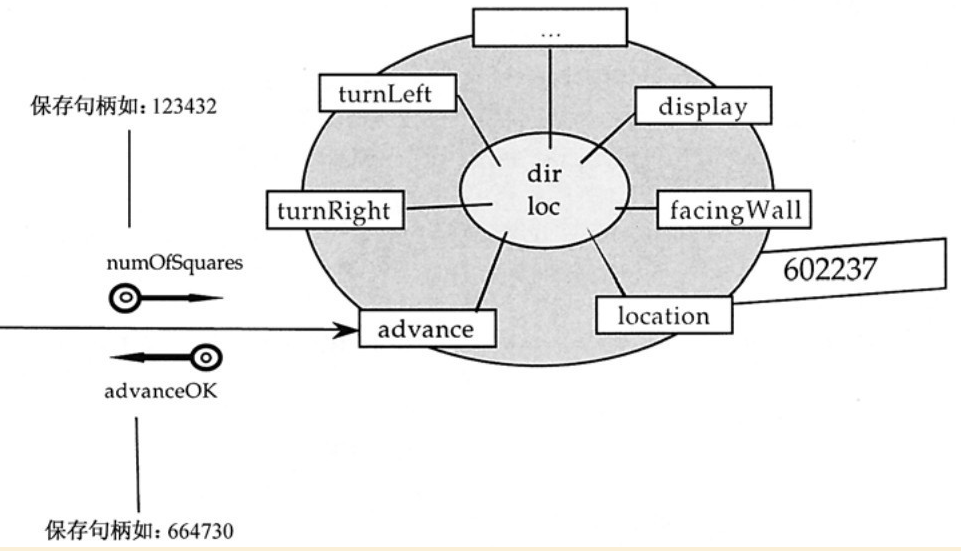 ...
turnLeft
display
保存句柄如: 123432
dir
loc
turnRight
facingWall
numOfSquares
602237
location
advance
advanceOK
保存句柄如: 664730